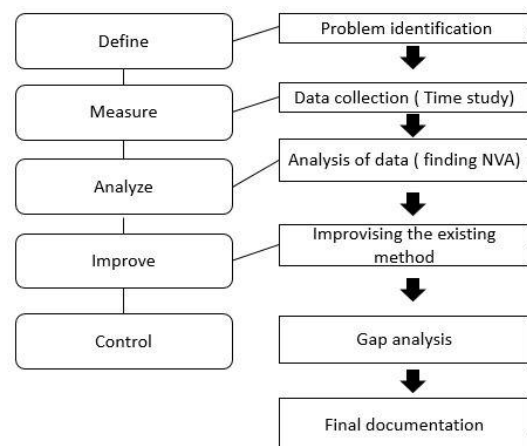 Define
Problem identification
Measure
Data collection ( Time study)
Analyze
Analysis of data ( finding NVA)
Improve
Improvising the existing
method
Control
Gap analysis
Final documentation